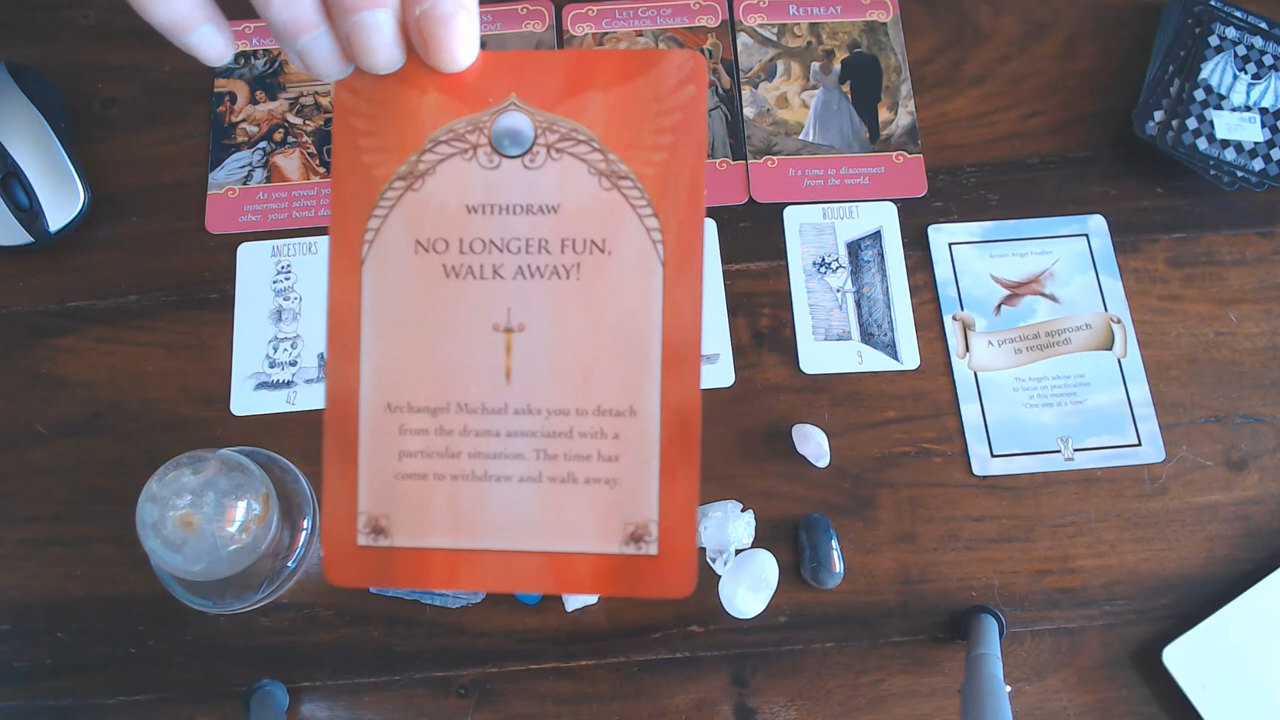 LET GO OF
CONTROL ISSUES
RETREAT
As you reveal
innermost selves to
other, your bond
It's time to disconnect
from the world.
WITHDRAW
NO LONGER FUN,
WALK AWAY!
Archangel Michael asks you to detach
from the drama associated with a
particular situation. The time has
come to withdraw and walk away.
ANCESTORS
42
BOUQUET
9
Angel Feather
A practical approach
is required!
The Angels advise you
to focus on practicalities
at this moment.
"One step at a time!"